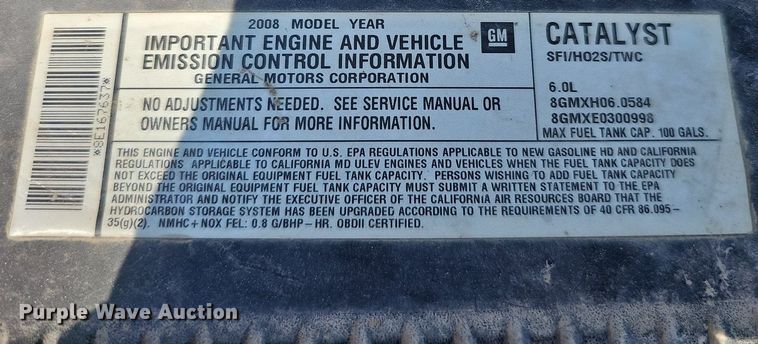 2008 MODEL YEAR
IMPORTANT ENGINE AND VEHICLE
EMISSION CONTROL INFORMATION
GENERAL MOTORS CORPORATION
GM
CATALYST
SFI/HO2S/TWC
*8E167637*
NO ADJUSTMENTS NEEDED. SEE SERVICE MANUAL OR
OWNERS MANUAL FOR MORE INFORMATION.
6.0L
8GMXH06.0584
8GMXE0300998
MAX FUEL TANK CAP. 100 GALS.
THIS ENGINE AND VEHICLE CONFORM TO U.S. EPA REGULATIONS APPLICABLE TO NEW GASOLINE HD AND CALIFORNIA
REGULATIONS APPLICABLE TO CALIFORNIA MD ULEV ENGINES AND VEHICLES WHEN THE FUEL TANK CAPACITY DOES
NOT EXCEED THE ORIGINAL EQUIPMENT FUEL TANK CAPACITY. PERSONS WISHING TO ADD FUEL TANK CAPACITY
BEYOND THE ORIGINAL EQUIPMENT FUEL TANK CAPACITY MUST SUBMIT A WRITTEN STATEMENT TO THE EPA
ADMINISTRATOR AND NOTIFY THE EXECUTIVE OFFICER OF THE CALIFORNIA AIR RESOURCES BOARD THAT THE
HYDROCARBON STORAGE SYSTEM HAS BEEN UPGRADED ACCORDING TO THE REQUIREMENTS OF 40 CFR 86.095-
35(g)(2). NMHC+NOX FEL: 0.8 G/BHP-HR. OBDII CERTIFIED.
Purple Wave Auction
purplewave.com